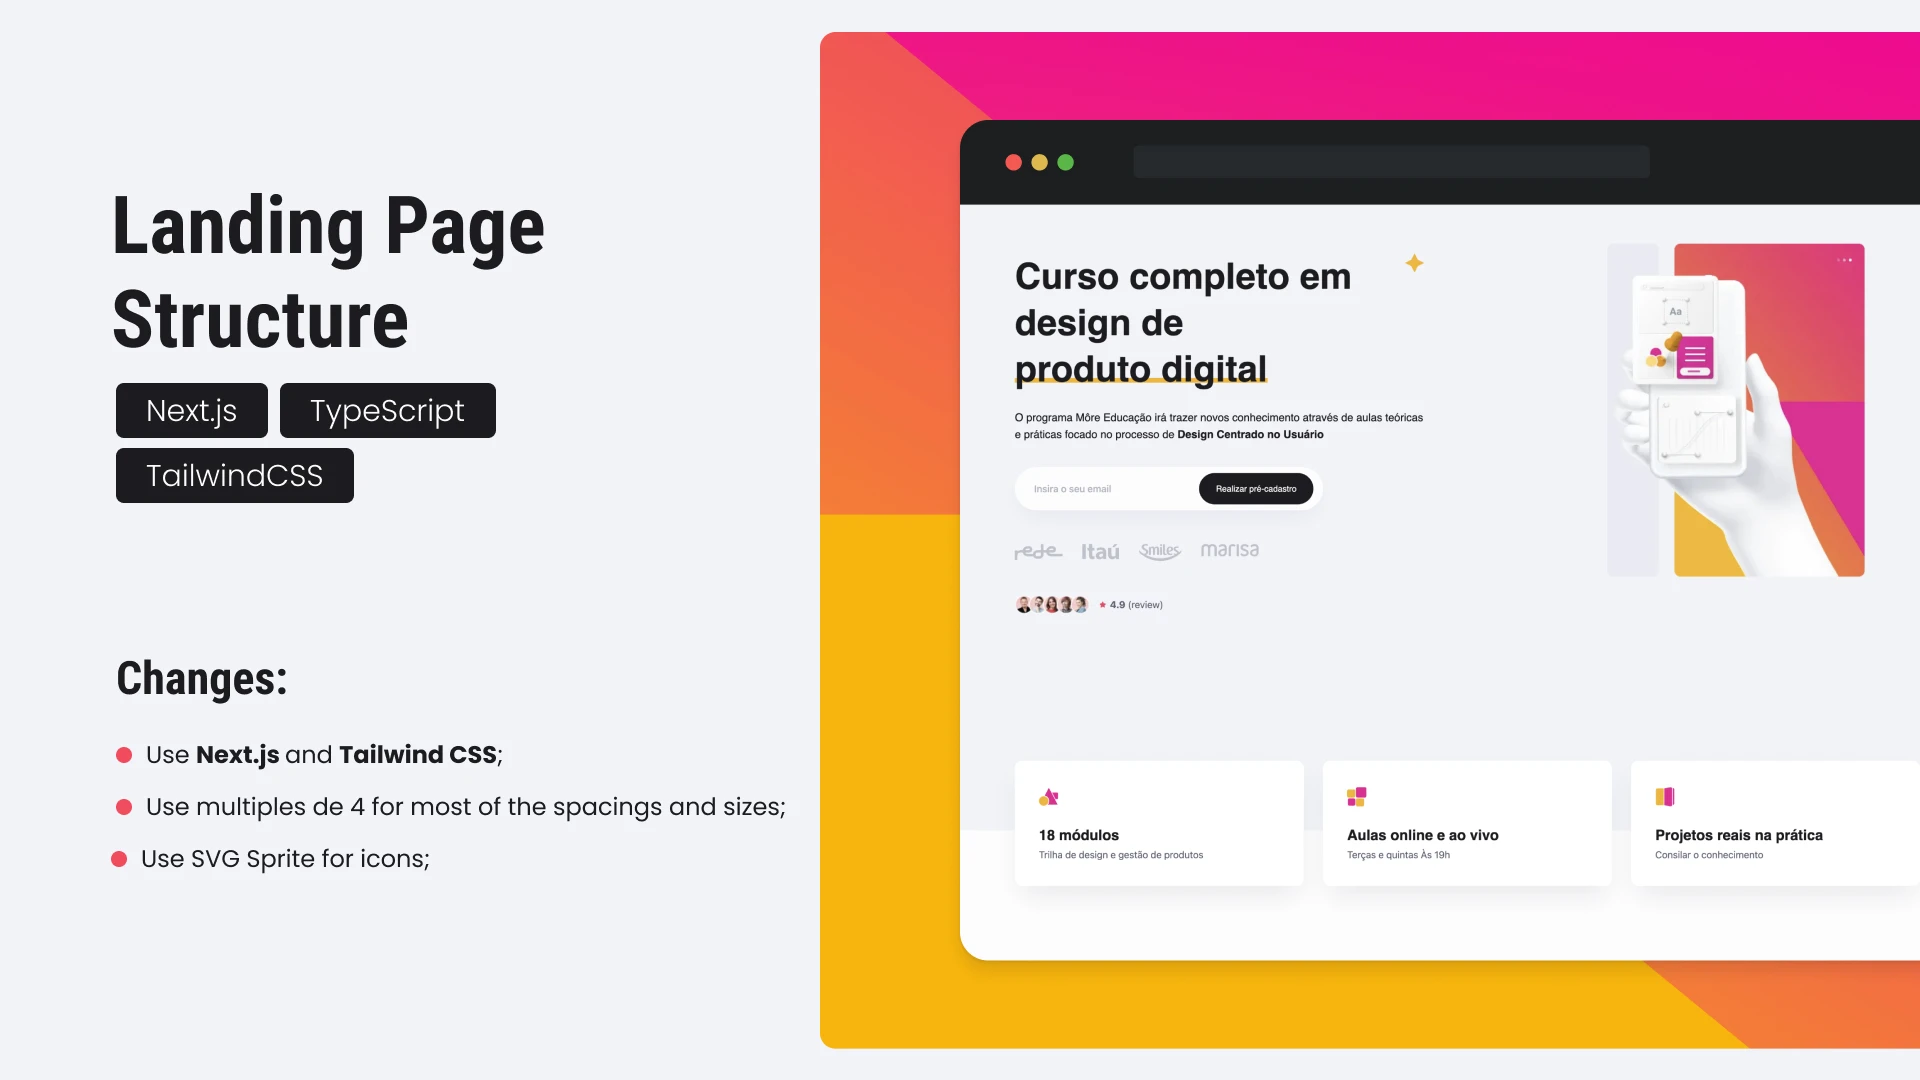 Landing Page
Structure
Next.js
TypeScript
TailwindCSS
Changes:
Use Next.js and Tailwind CSS;
Use multiples de 4 for most of the spacings and sizes;
Use SVG Sprite for icons;
Curso completo em
design de
produto digital
O programa Môre Educação irá trazer novos conhecimento através de aulas teóricas
e práticas focado no processo de Design Centrado no Usuário
Insira o seu email
Realizar pré-cadastro
rede
Itaú
Smiles
marisa
4.9 (review)
Aa
18 módulos
Trilha de design e gestão de produtos
Aulas online e ao vivo
Terças e quintas Às 19h
Projetos reais na prática
Consilar o conhecimento